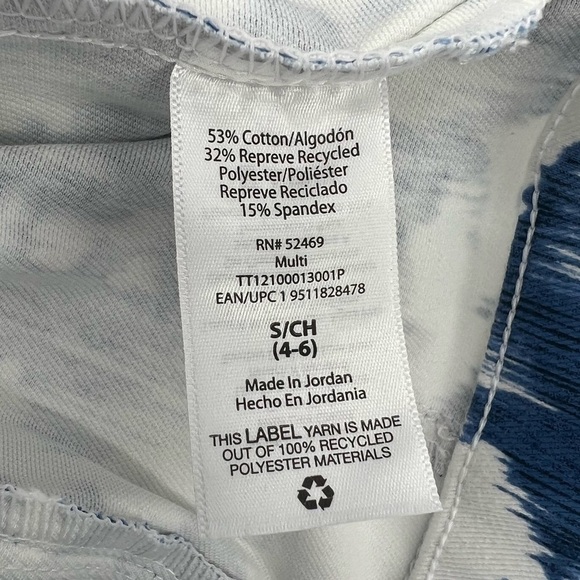 53% Cotton/Algodón
32% Repreve Recycled
Polyester/Poliéster
Repreve Reciclado
15% Spandex
RN# 52469
Multi
TT12100013001P
EAN/UPC 1 9511828478
S/CH
(4-6)
Made In Jordan
Hecho En Jordania
THIS LABEL YARN IS MADE
OUT OF 100% RECYCLED
POLYESTER MATERIALS